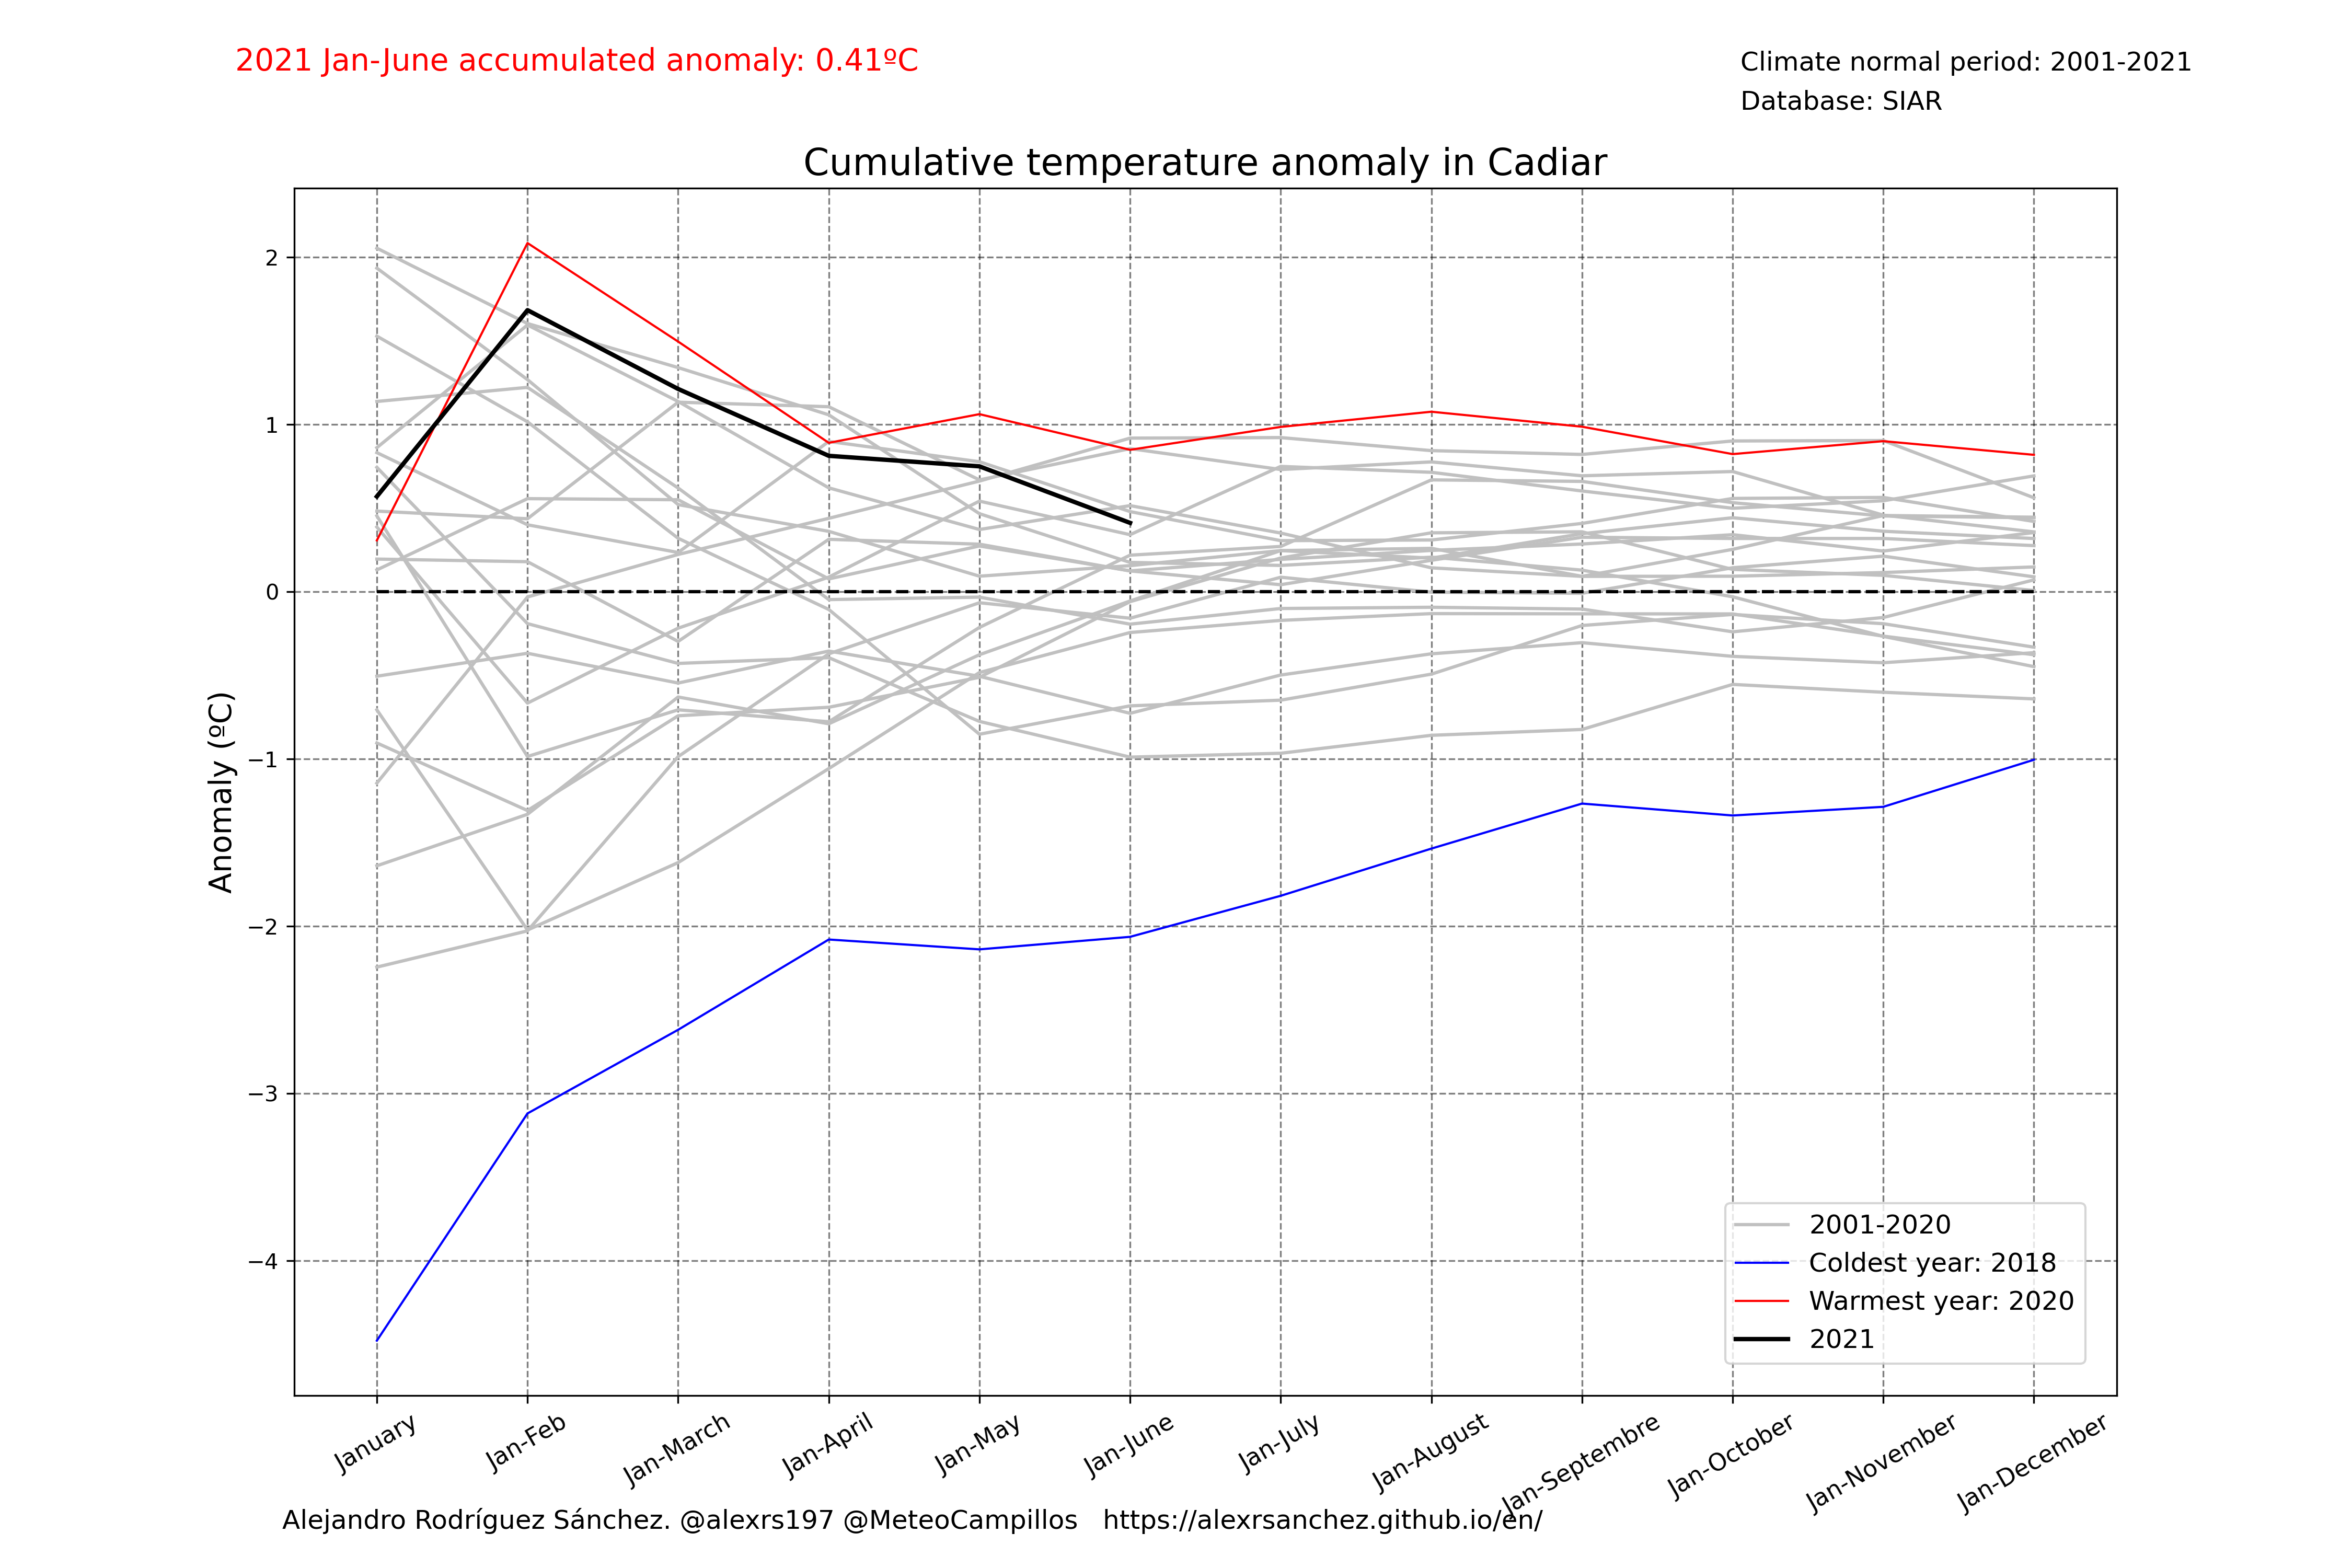 2021 Jan-June accumulated anomaly: 0.41ºC
Climate normal period: 2001-2021
Database: SIAR
Cumulative temperature anomaly in Cadiar
Anomaly (ºC)
2
1
0
−1
−2
−3
−4
2001-2020
Coldest year: 2018
Warmest year: 2020
2021
January
Jan-Feb
Jan-March
Jan-April
Jan-May
Jan-June
Jan-July
Jan-August
Jan-Septembre
Jan-October
Jan-November
Jan-December
Alejandro Rodríguez Sánchez. @alexrs197 @MeteoCampillos   https://alexrsanchez.github.io/en/